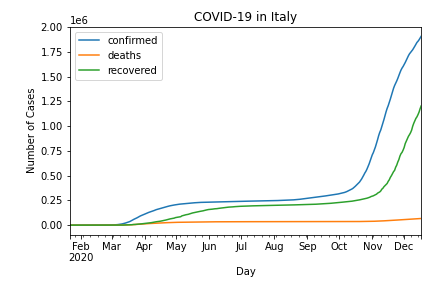 COVID-19 in Italy
1e6
2.00
1.75
1.50
1.25
1.00
0.75
0.50
0.25
0.00
Number of Cases
confirmed
deaths
recovered
Feb Mar Apr May Jun Jul Aug Sep Oct Nov Dec
2020
Day